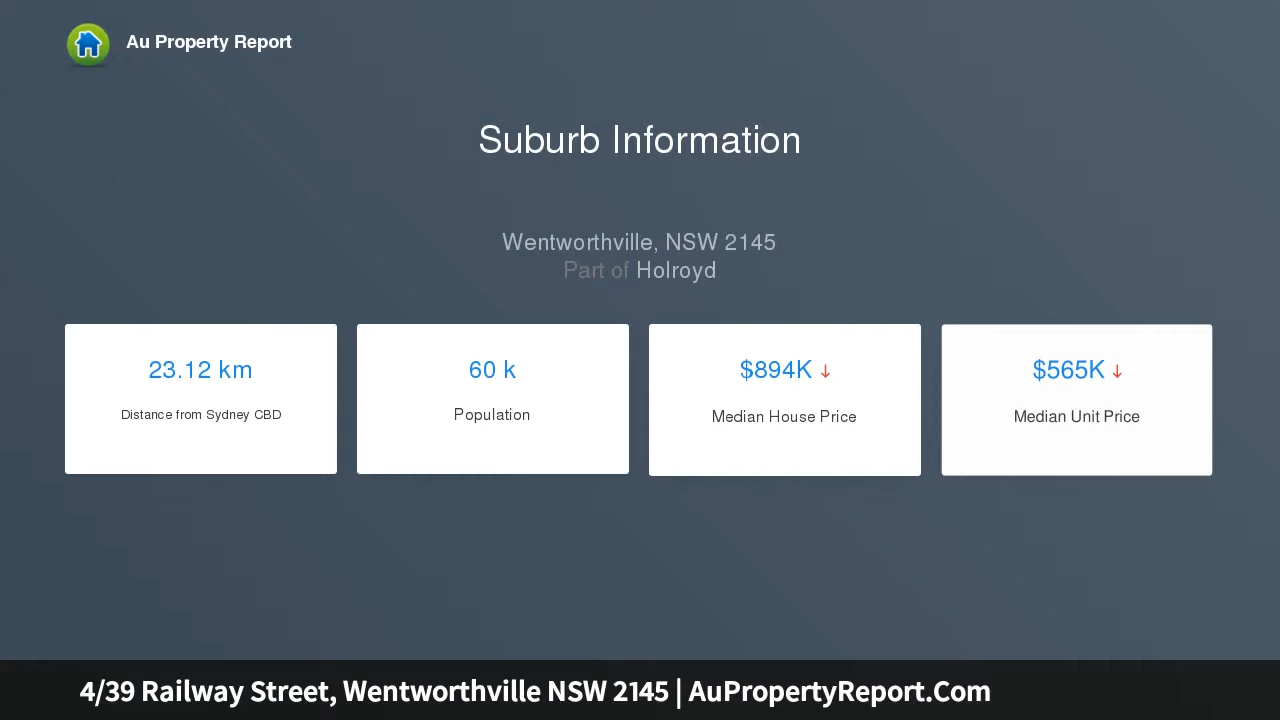 Au Property Report
Suburb Information
Wentworthville, NSW 2145
Part of Holroyd
23.12 km
Distance from Sydney CBD
60 k
Population
$894K ↓
Median House Price
$565K ↓
Median Unit Price
4/39 Railway Street, Wentworthville NSW 2145 | AuPropertyReport.Com